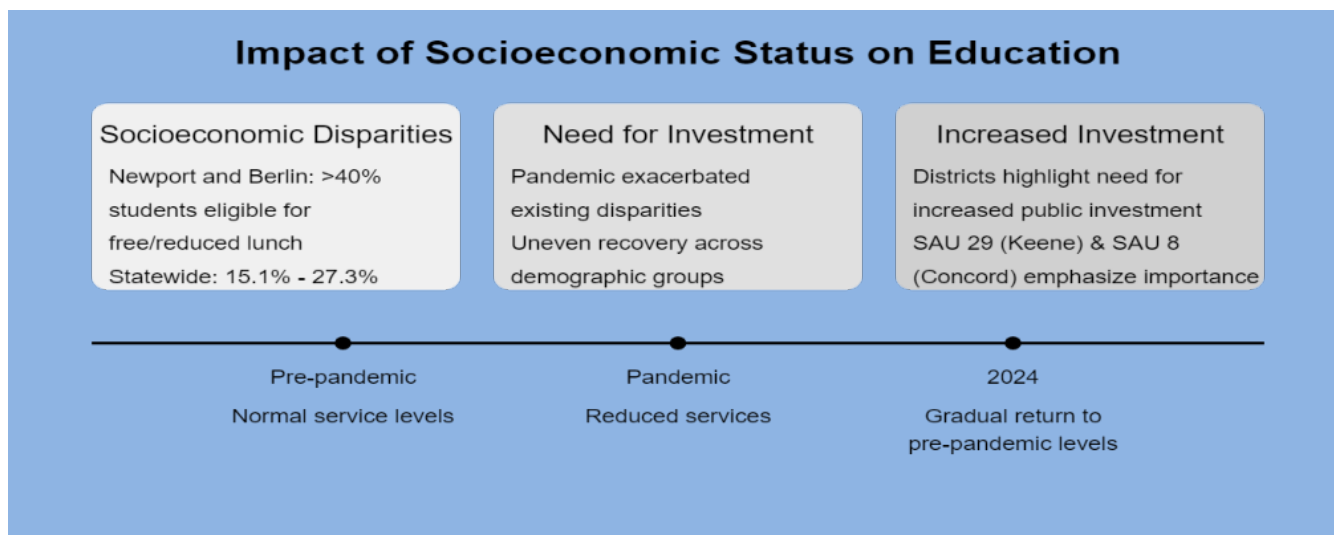 Impact of Socioeconomic Status on Education
Socioeconomic Disparities
Newport and Berlin: >40%
students eligible for
free/reduced lunch
Statewide: 15.1% - 27.3%
Need for Investment
Pandemic exacerbated
existing disparities
Uneven recovery across
demographic groups
Increased Investment
Districts highlight need for
increased public investment
SAU 29 (Keene) & SAU 8
(Concord) emphasize importance
Pre-pandemic
Normal service levels
Pandemic
Reduced services
2024
Gradual return to
pre-pandemic levels